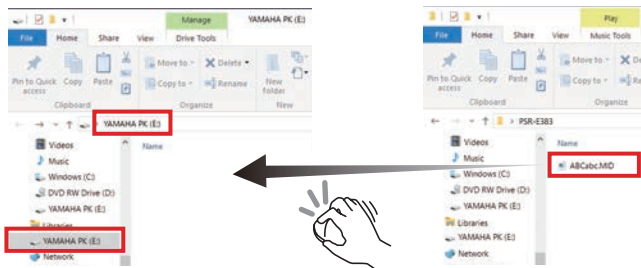 Manage YAMAHA PK (E:)
File Home Share View Drive Tools
Pin to Quick access Copy Paste Move to Copy to Delete Rename New folder
Clipboard Organize New
YAMAHA PK (E:)
Videos
Music
Windows (C:)
DVD RW Drive (D:)
YAMAHA PK (E:)
Libraries
YAMAHA PK (E:)
Network
Name
Play
File Home Share View Music Tools
Pin to Quick access Copy Paste Move to Copy to Rename
Clipboard Organize
PSR-E383
Videos
Music
Windows (C:)
DVD RW Drive (D:)
YAMAHA PK (E:)
Libraries
YAMAHA PK (E:)
Network
Name
ABCabc.MID